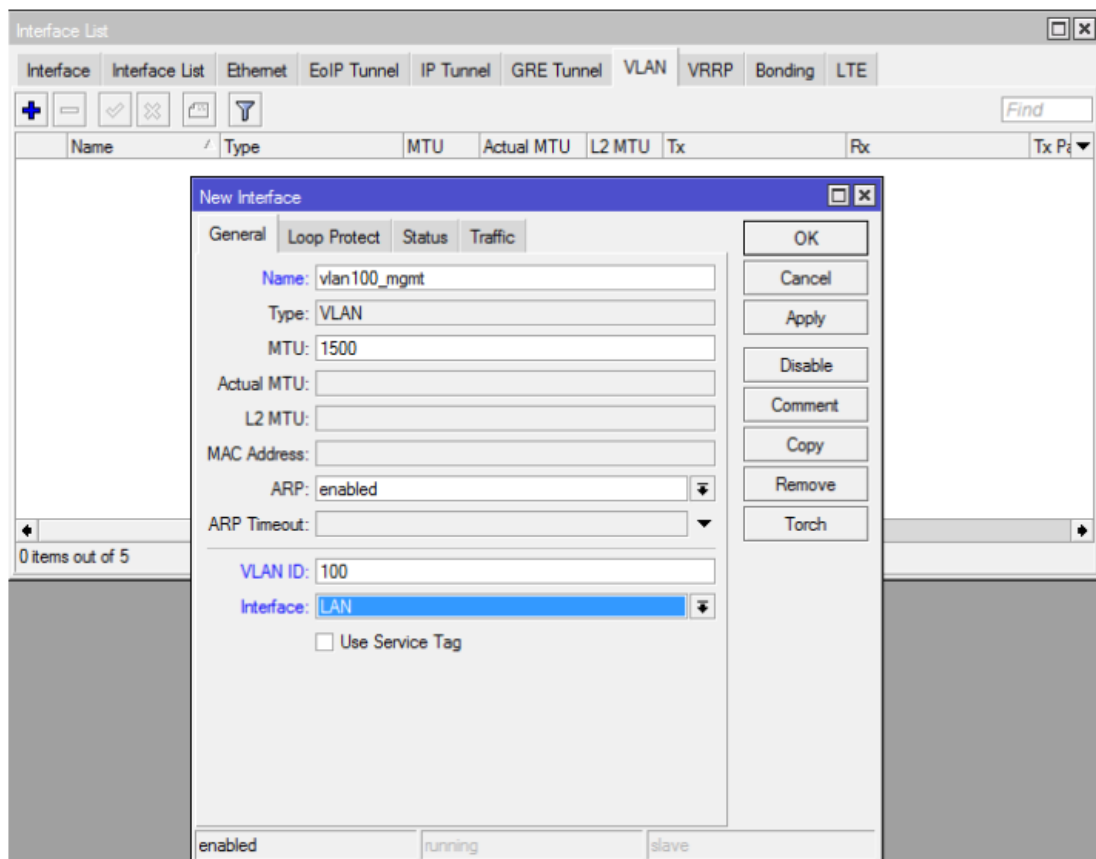 Interface List
Interface Interface List Ethernet EoIP Tunnel IP Tunnel GRE Tunnel VLAN VRRP Bonding LTE
Find
Name Type MTU Actual MTU L2 MTU Tx Rx Tx Pa
New Interface
General Loop Protect Status Traffic
OK
Name: vlan100_mgmt
Cancel
Type: VLAN
Apply
MTU: 1500
Disable
Actual MTU:
Comment
L2 MTU:
Copy
MAC Address:
Remove
ARP: enabled
Torch
ARP Timeout:
0 items out of 5
VLAN ID: 100
Interface: LAN
Use Service Tag
enabled running slave